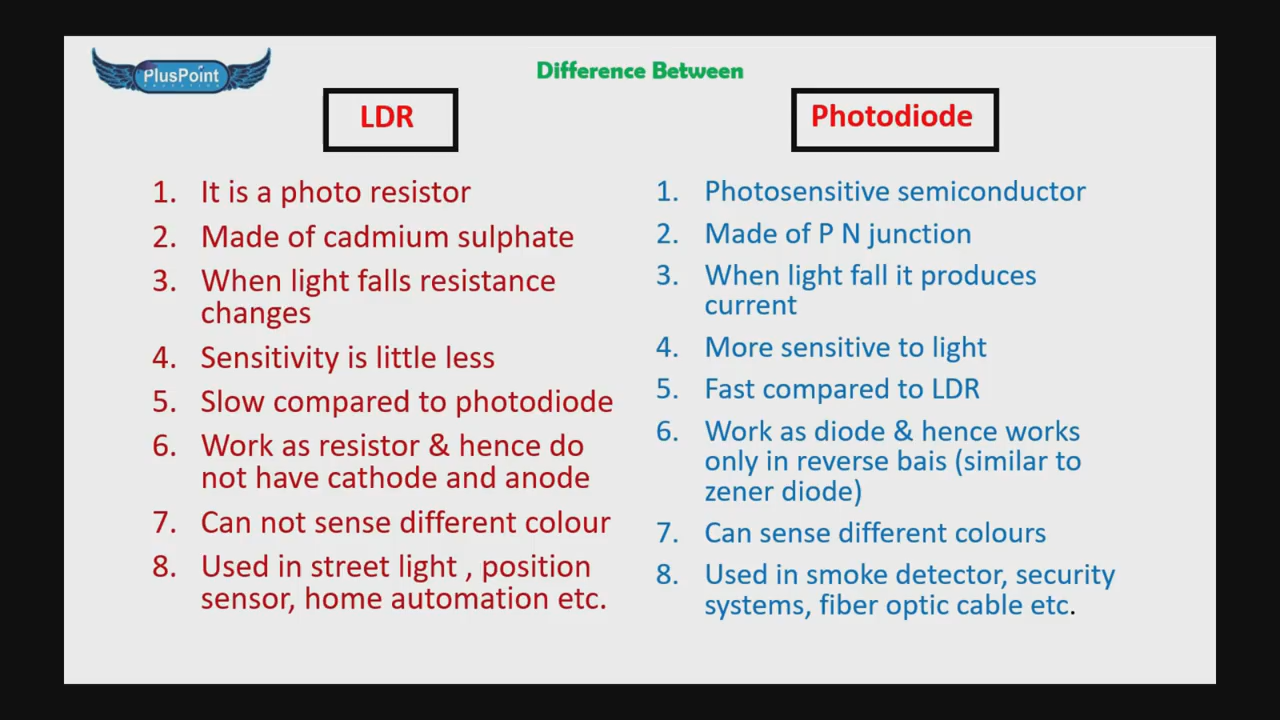 PlusPoint
Difference Between
LDR
1. It is a photo resistor
2. Made of cadmium sulphate
3. When light falls resistance
changes
4. Sensitivity is little less
5. Slow compared to photodiode
6. Work as resistor & hence do
not have cathode and anode
7. Can not sense different colour
8. Used in street light , position
sensor, home automation etc.
Photodiode
1. Photosensitive semiconductor
2. Made of P N junction
3. When light fall it produces
current
4. More sensitive to light
5. Fast compared to LDR
6. Work as diode & hence works
only in reverse bais (similar to
zener diode)
7. Can sense different colours
8. Used in smoke detector, security
systems, fiber optic cable etc.